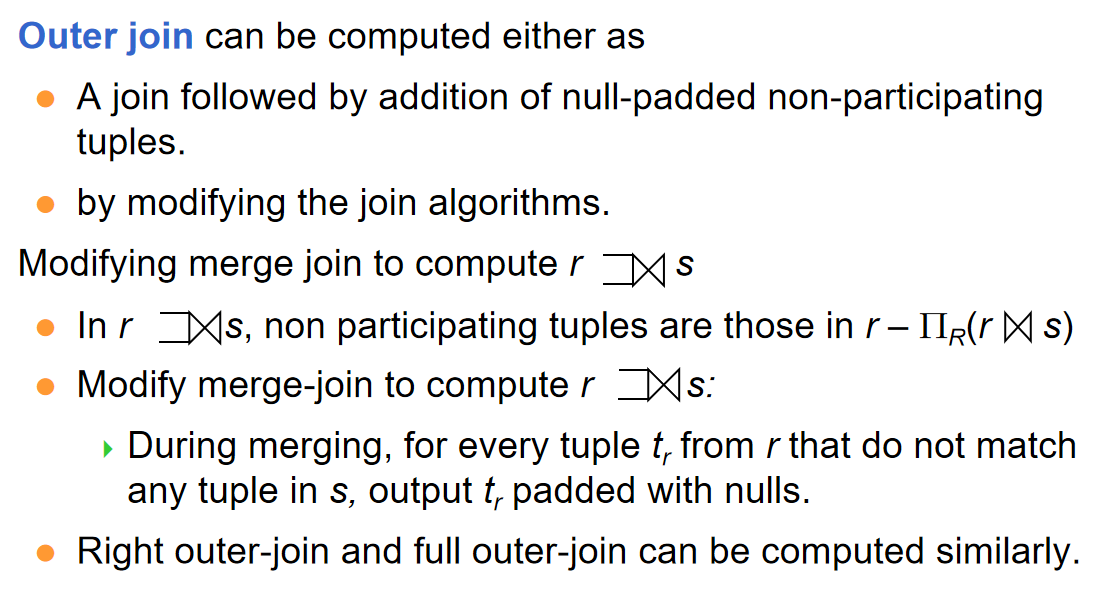 Outer join can be computed either as
● A join followed by addition of null-padded non-participating
tuples.
● by modifying the join algorithms.
Modifying merge join to compute r ⟕ s
● In r ⟕ s, non participating tuples are those in r – Π_R(r ⋈ s)
● Modify merge-join to compute r ⟕ s:
▸ During merging, for every tuple t_r from r that do not match
any tuple in s, output t_r padded with nulls.
● Right outer-join and full outer-join can be computed similarly.